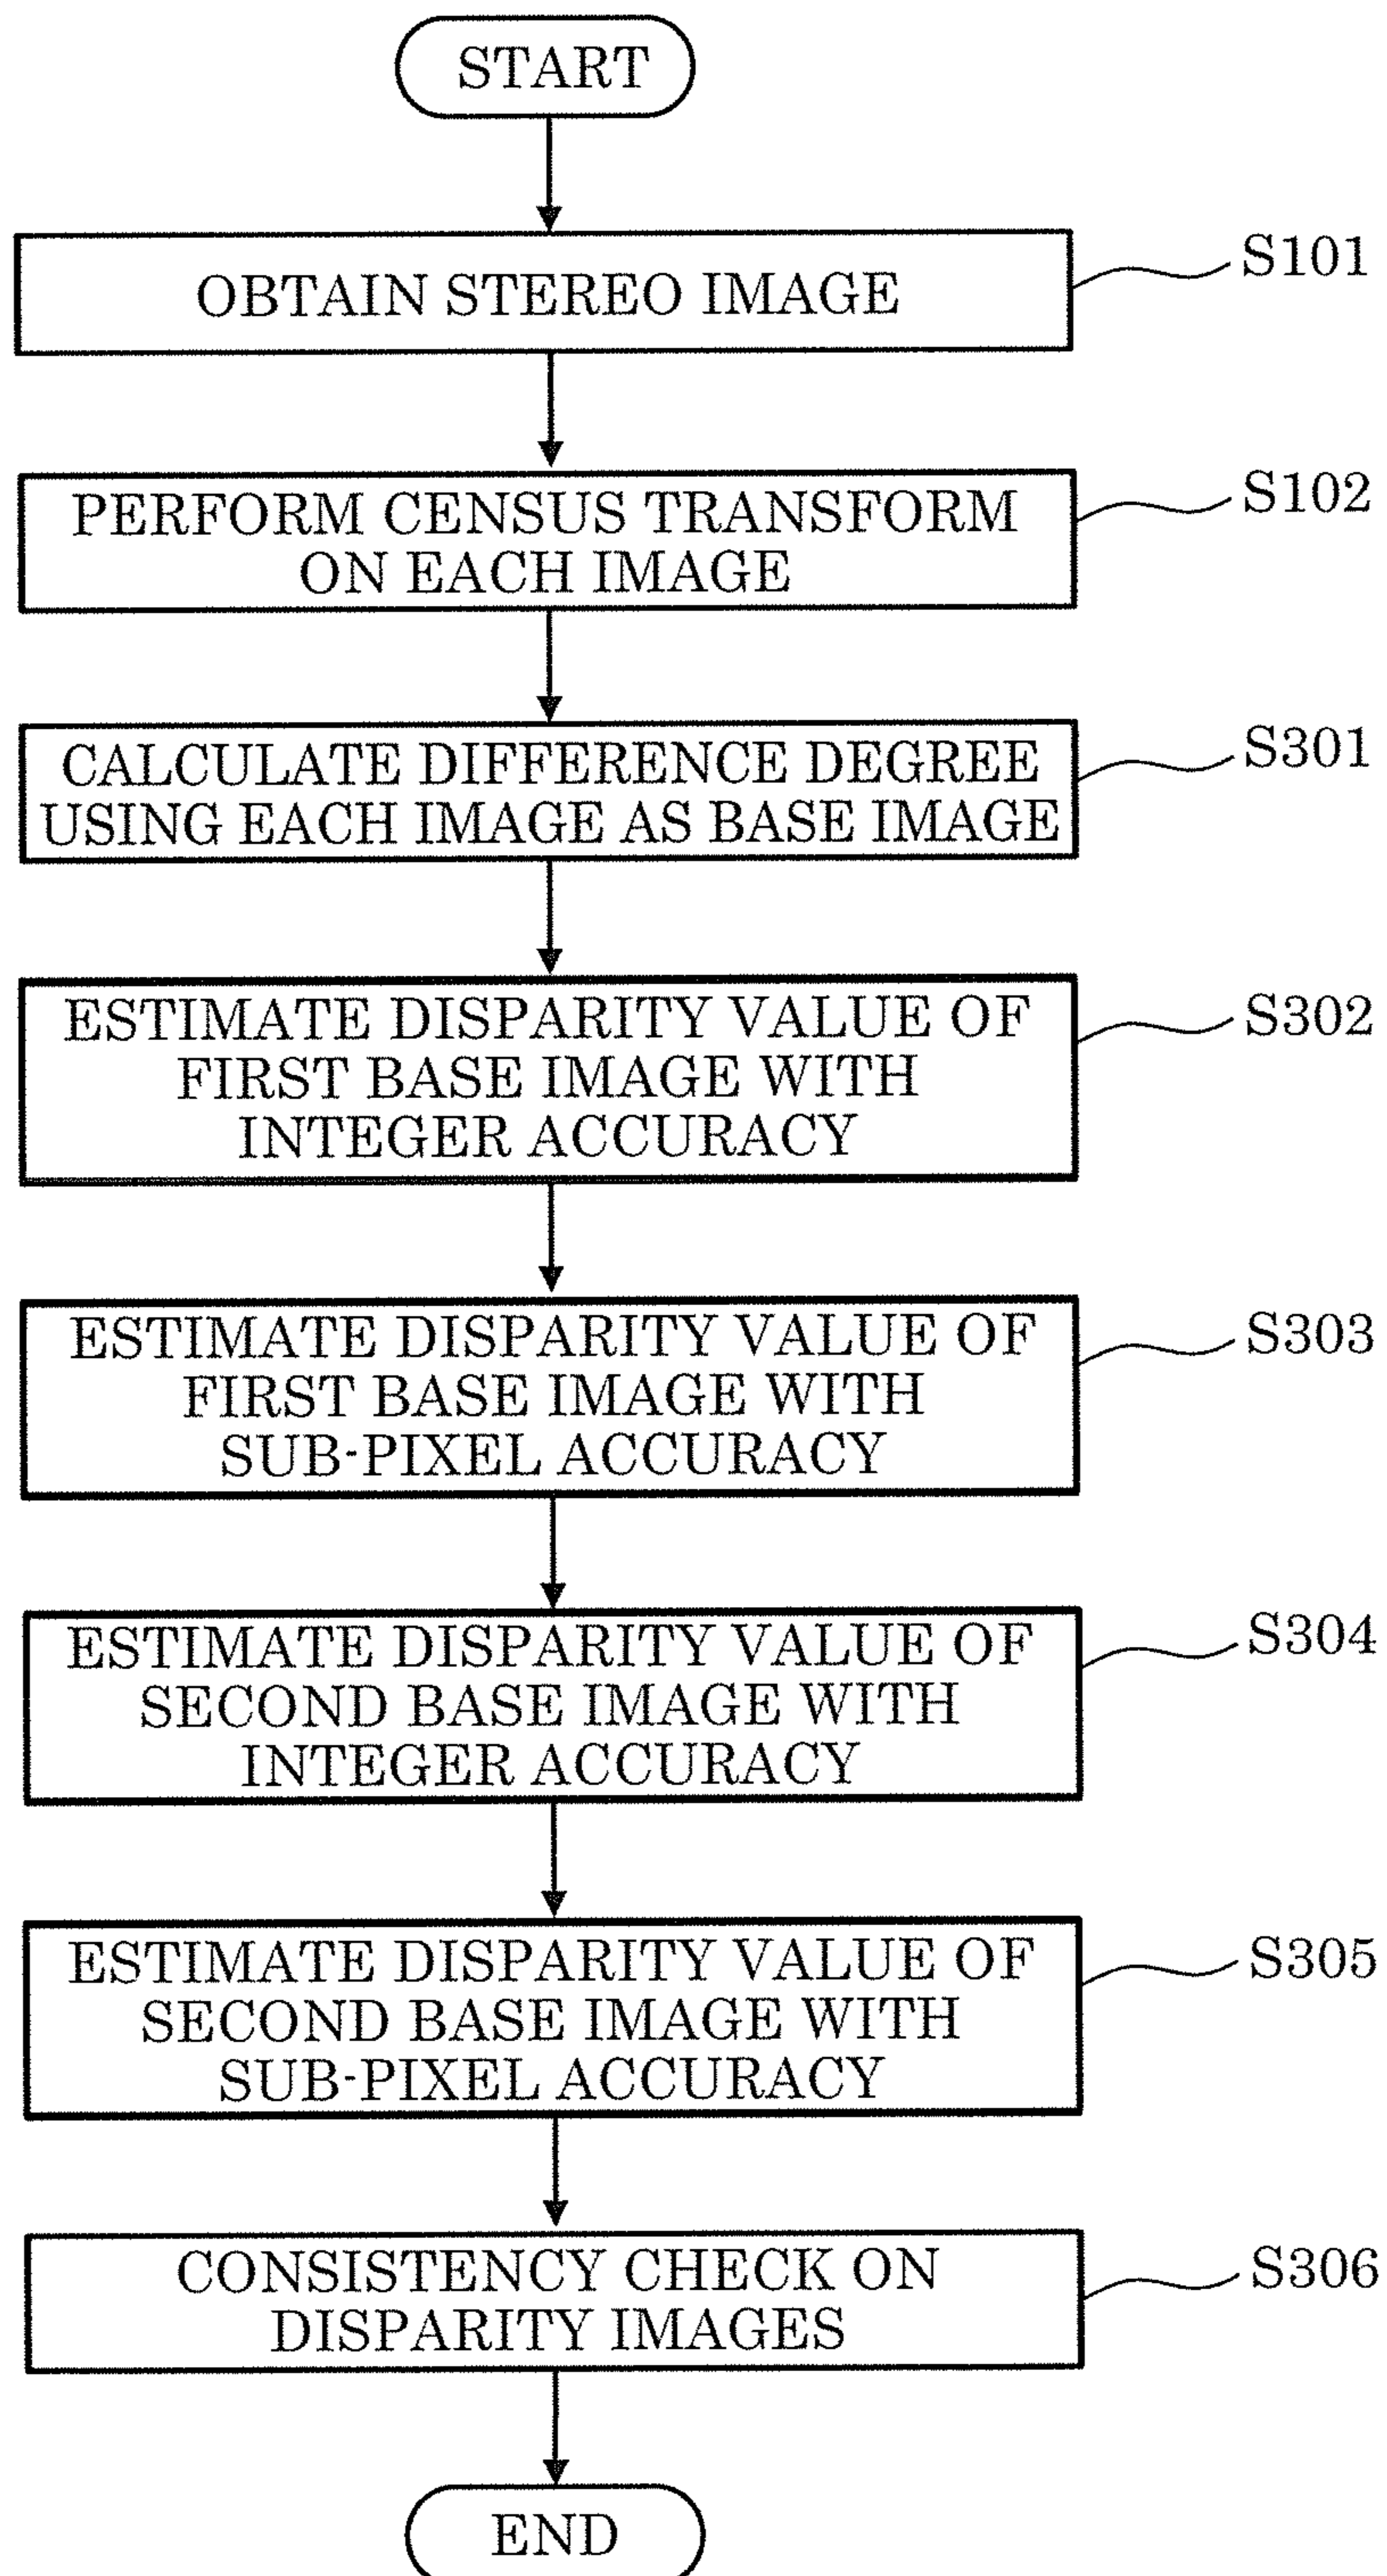 START
OBTAIN STEREO IMAGE
S101
PERFORM CENSUS TRANSFORM
ON EACH IMAGE
S102
CALCULATE DIFFERENCE DEGREE
USING EACH IMAGE AS BASE IMAGE
S301
ESTIMATE DISPARITY VALUE OF
FIRST BASE IMAGE WITH
INTEGER ACCURACY
S302
ESTIMATE DISPARITY VALUE OF
FIRST BASE IMAGE WITH
SUB-PIXEL ACCURACY
S303
ESTIMATE DISPARITY VALUE OF
SECOND BASE IMAGE WITH
INTEGER ACCURACY
S304
ESTIMATE DISPARITY VALUE OF
SECOND BASE IMAGE WITH
SUB-PIXEL ACCURACY
S305
CONSISTENCY CHECK ON
DISPARITY IMAGES
S306
END